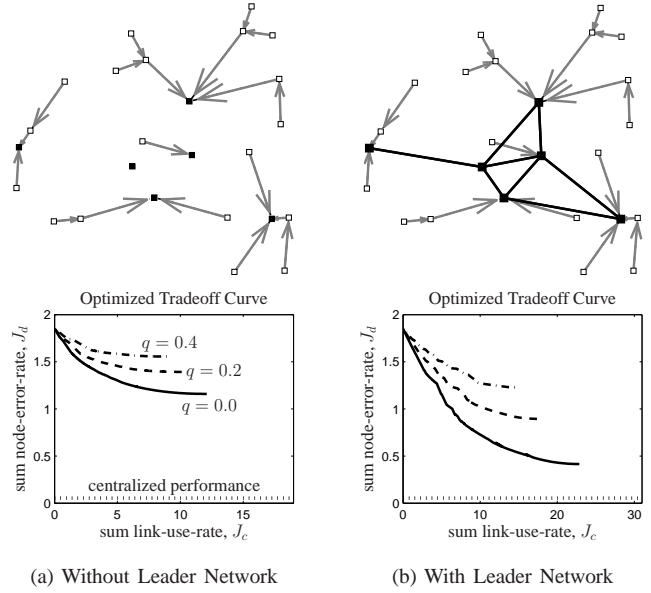 Optimized Tradeoff Curve
sum node-error-rate, J_d
2
1.5
1
0.5
0
q = 0.4
q = 0.2
q = 0.0
centralized performance
0 5 10 15
sum link-use-rate, J_c
(a) Without Leader Network
Optimized Tradeoff Curve
sum node-error-rate, J_d
2
1.5
1
0.5
0
0 10 20 30
sum link-use-rate, J_c
(b) With Leader Network